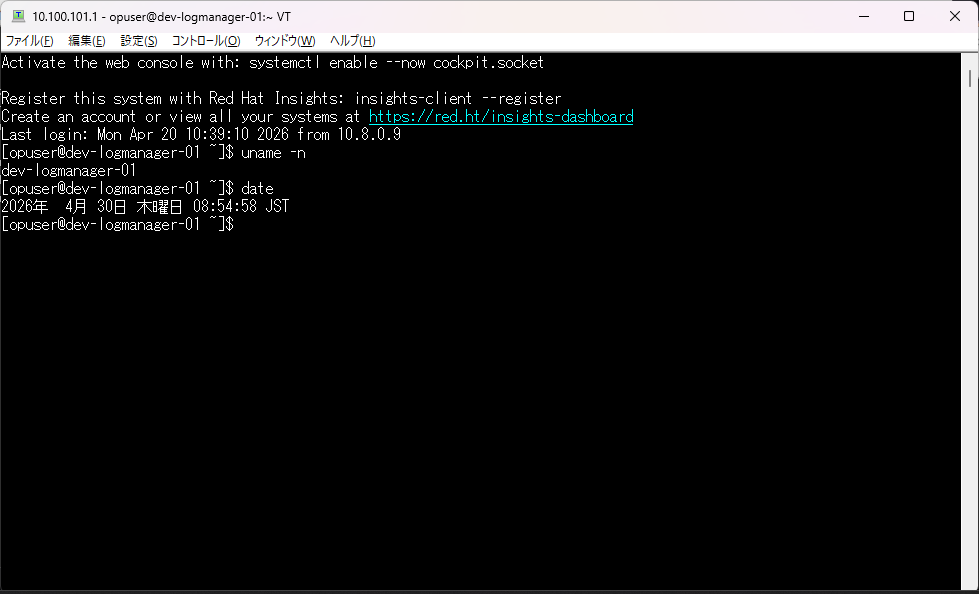 10.100.101.1 - opuser@dev-logmanager-01:~ VT
ファイル(F) 編集(E) 設定(S) コントロール(O) ウィンドウ(W) ヘルプ(H)
Activate the web console with: systemctl enable --now cockpit.socket
Register this system with Red Hat Insights: insights-client --register
Create an account or view all your systems at https://red.ht/insights-dashboard
Last login: Mon Apr 20 10:39:10 2026 from 10.8.0.9
[opuser@dev-logmanager-01 ~]$ uname -n
dev-logmanager-01
[opuser@dev-logmanager-01 ~]$ date
2026年  4月 30日 木曜日 08:54:58 JST
[opuser@dev-logmanager-01 ~]$